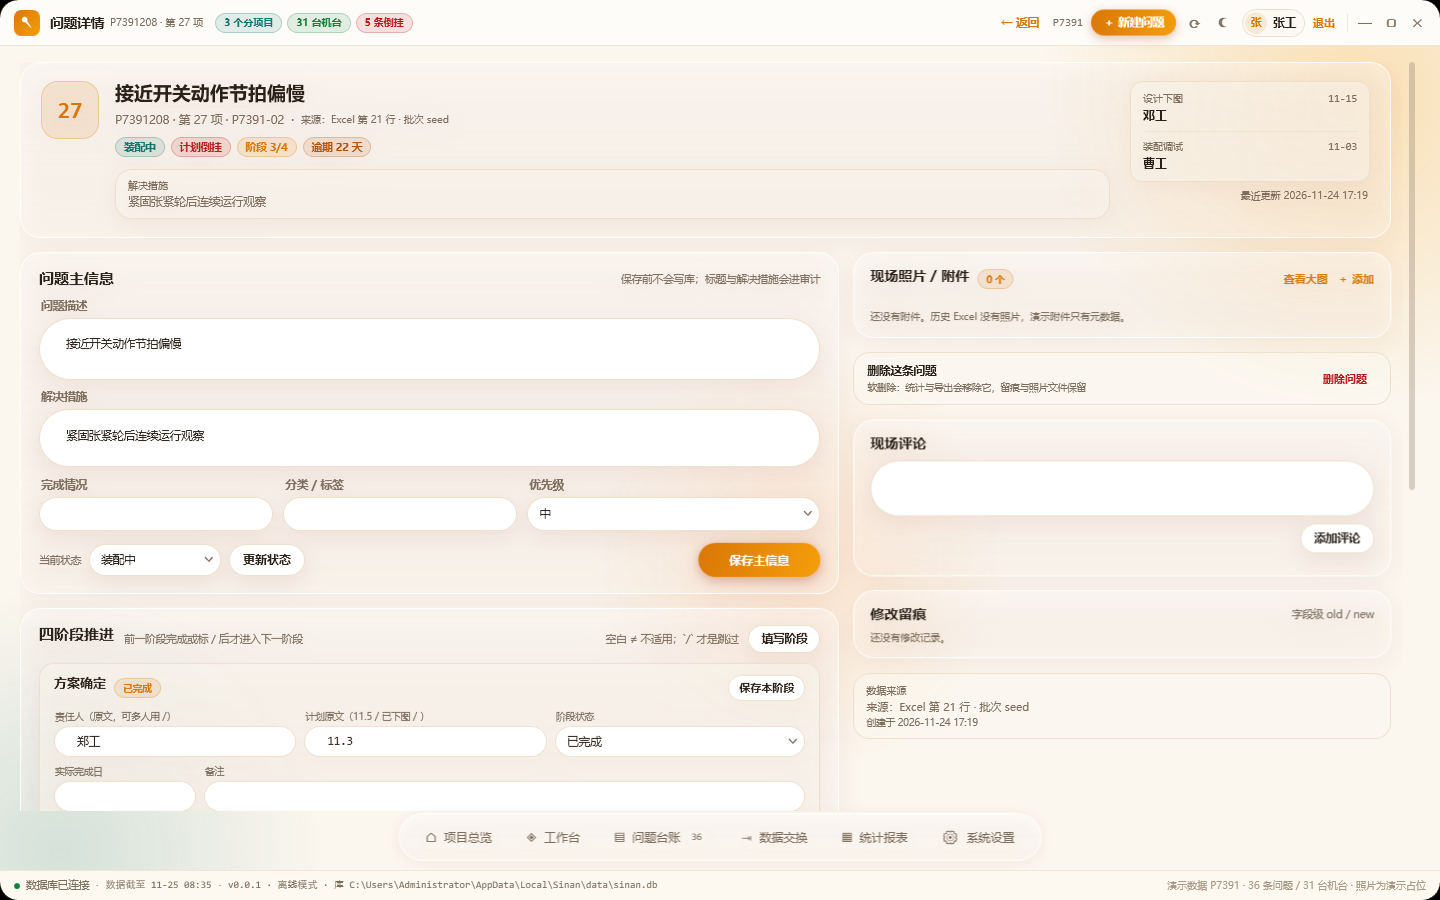 问题详情 P7391208 · 第 27 项 3 个分项目 31 台机台 5 条倒挂
← 返回 P7391 + 新建问题 张 张工 退出
27
接近开关动作节拍偏慢
P7391208 · 第 27 项 · P7391-02 · 来源：Excel 第 21 行 · 批次 seed
装配中 计划倒挂 阶段 3/4 逾期 22 天
解决措施
紧固张紧轮后连续运行观察
设计下图 11-15
邓工
装配调试 11-03
曹工
最近更新 2026-11-24 17:19
问题主信息 保存前不会写库；标题与解决措施会进审计
问题描述
接近开关动作节拍偏慢
解决措施
紧固张紧轮后连续运行观察
完成情况 分类 / 标签 优先级
中
当前状态 装配中 更新状态 保存主信息
四阶段推进 前一阶段完成或标 / 后才进入下一阶段 空白 ≠ 不适用；`/` 才是跳过 填写阶段
方案确定 已完成 保存本阶段
责任人（原文，可多人用 /） 计划原文（11.5 / 已下图 / ） 阶段状态
郑工 11.3 已完成
实际完成日 备注
现场照片 / 附件 0 个 查看大图 + 添加
还没有附件。历史 Excel 没有照片，演示附件只有元数据。
删除这条问题
软删除：统计与导出会移除它，留痕与照片文件保留
删除问题
现场评论
添加评论
修改留痕 字段级 old / new
还没有修改记录。
数据来源
来源：Excel 第 21 行 · 批次 seed
创建于 2026-11-24 17:19
项目总览 工作台 问题台账 36 数据交换 统计报表 系统设置
数据库已连接 · 数据截至 11-25 08:35 · v0.0.1 · 离线模式 · 库 C:\Users\Administrator\AppData\Local\Sinan\data\sinan.db
演示数据 P7391 · 36 条问题 / 31 台机台 · 照片为演示占位